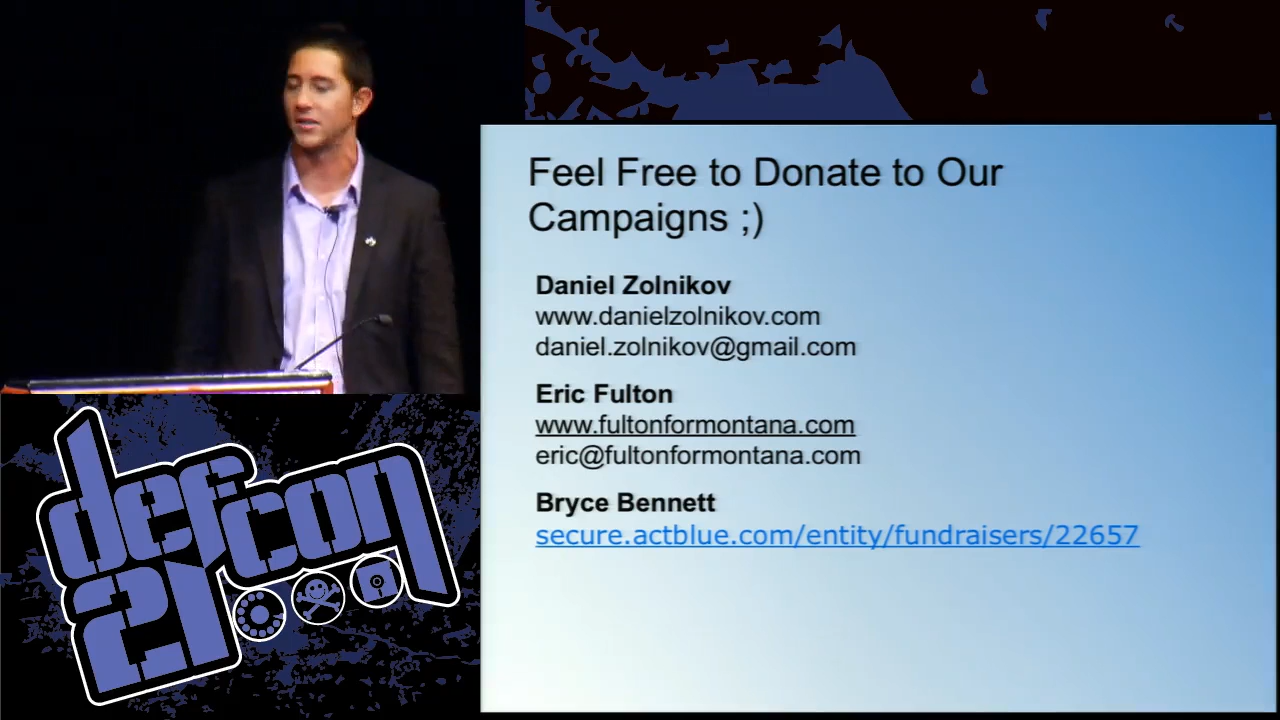 Feel Free to Donate to Our
Campaigns ;)
Daniel Zolnikov
www.danielzolnikov.com
daniel.zolnikov@gmail.com
Eric Fulton
www.fultonformontana.com
eric@fultonformontana.com
Bryce Bennett
secure.actblue.com/entity/fundraisers/22657
defcon
21